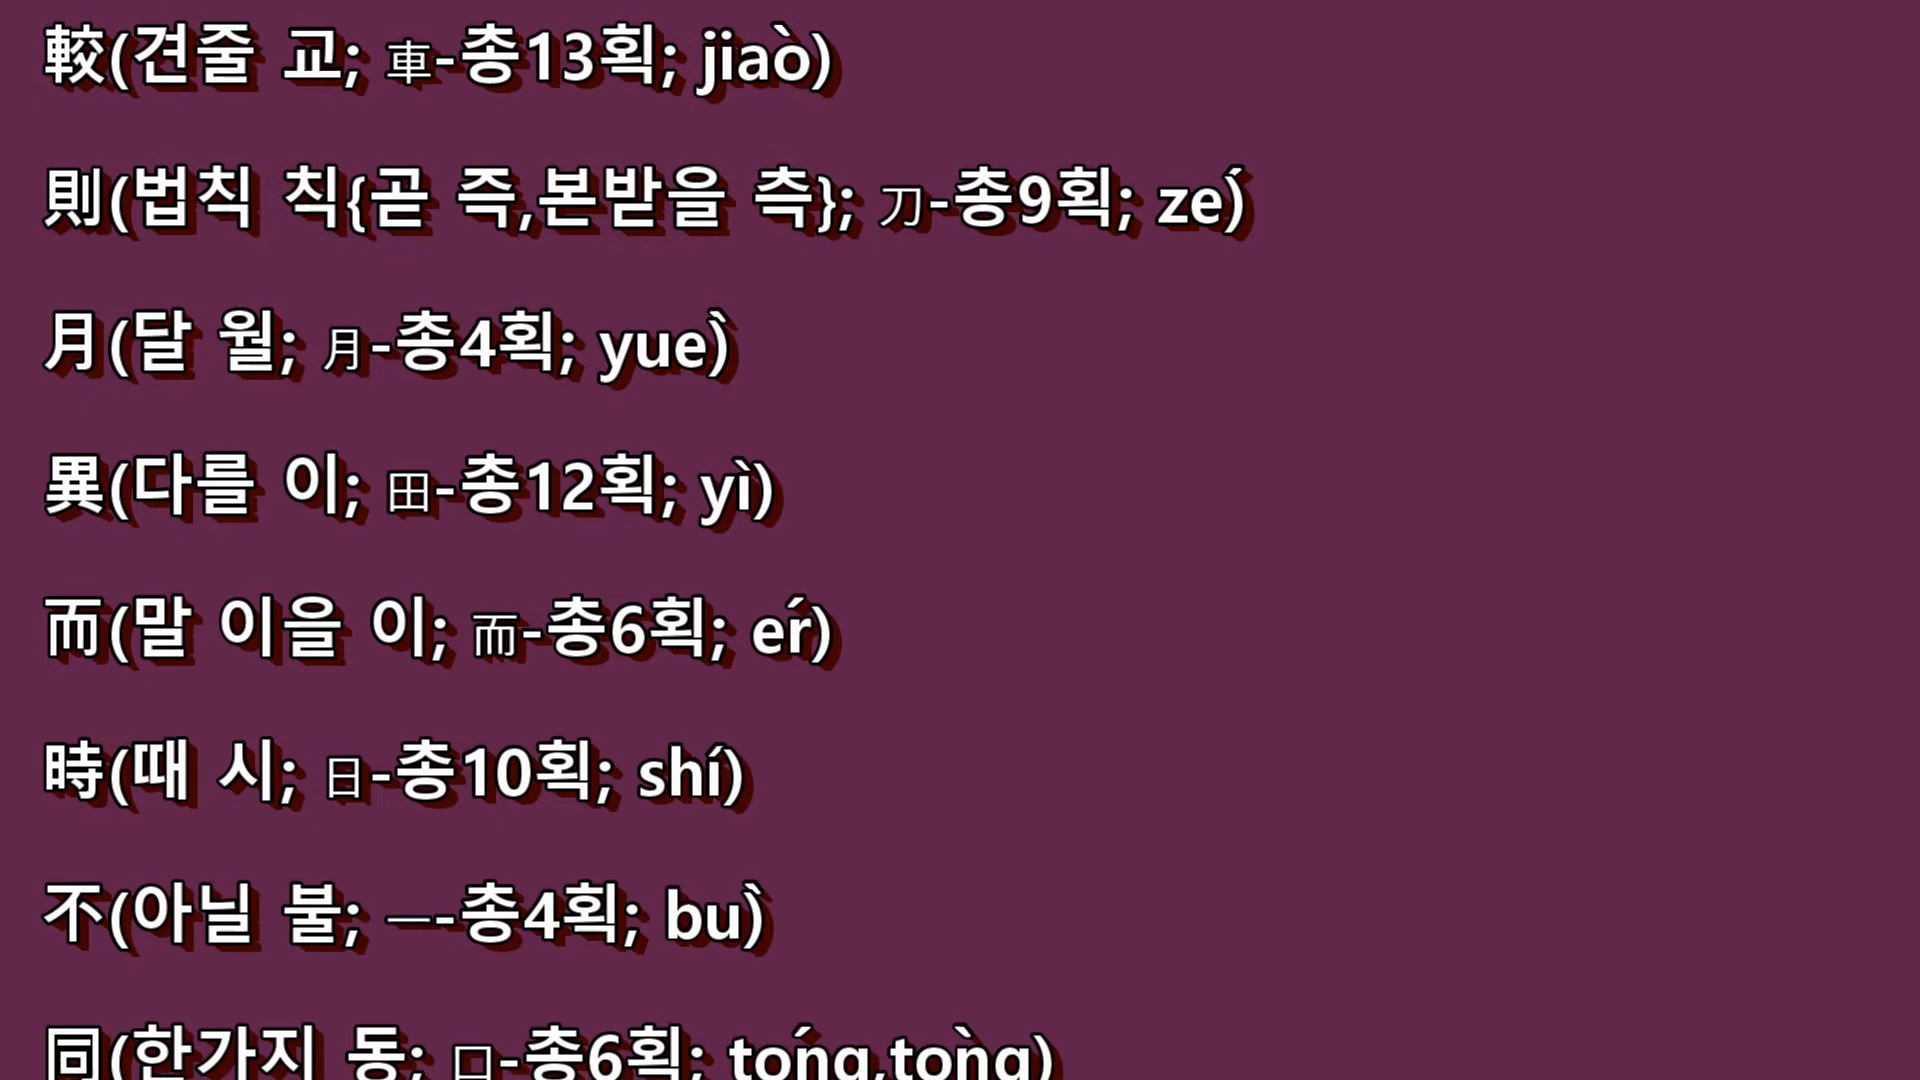 較(견줄 교; 車-총13획; jiaò)
則(법칙 칙{곧 즉,본받을 측}; 刀-총9획; zé)
月(달 월; 月-총4획; yuè)
異(다를 이; 田-총12획; yì)
而(말 이을 이; 而-총6획; eŕ)
時(때 시; 日-총10획; shí)
不(아닐 불; 一-총4획; bù)
同(한가지 동; 口-총6획; tońg,toǹg)